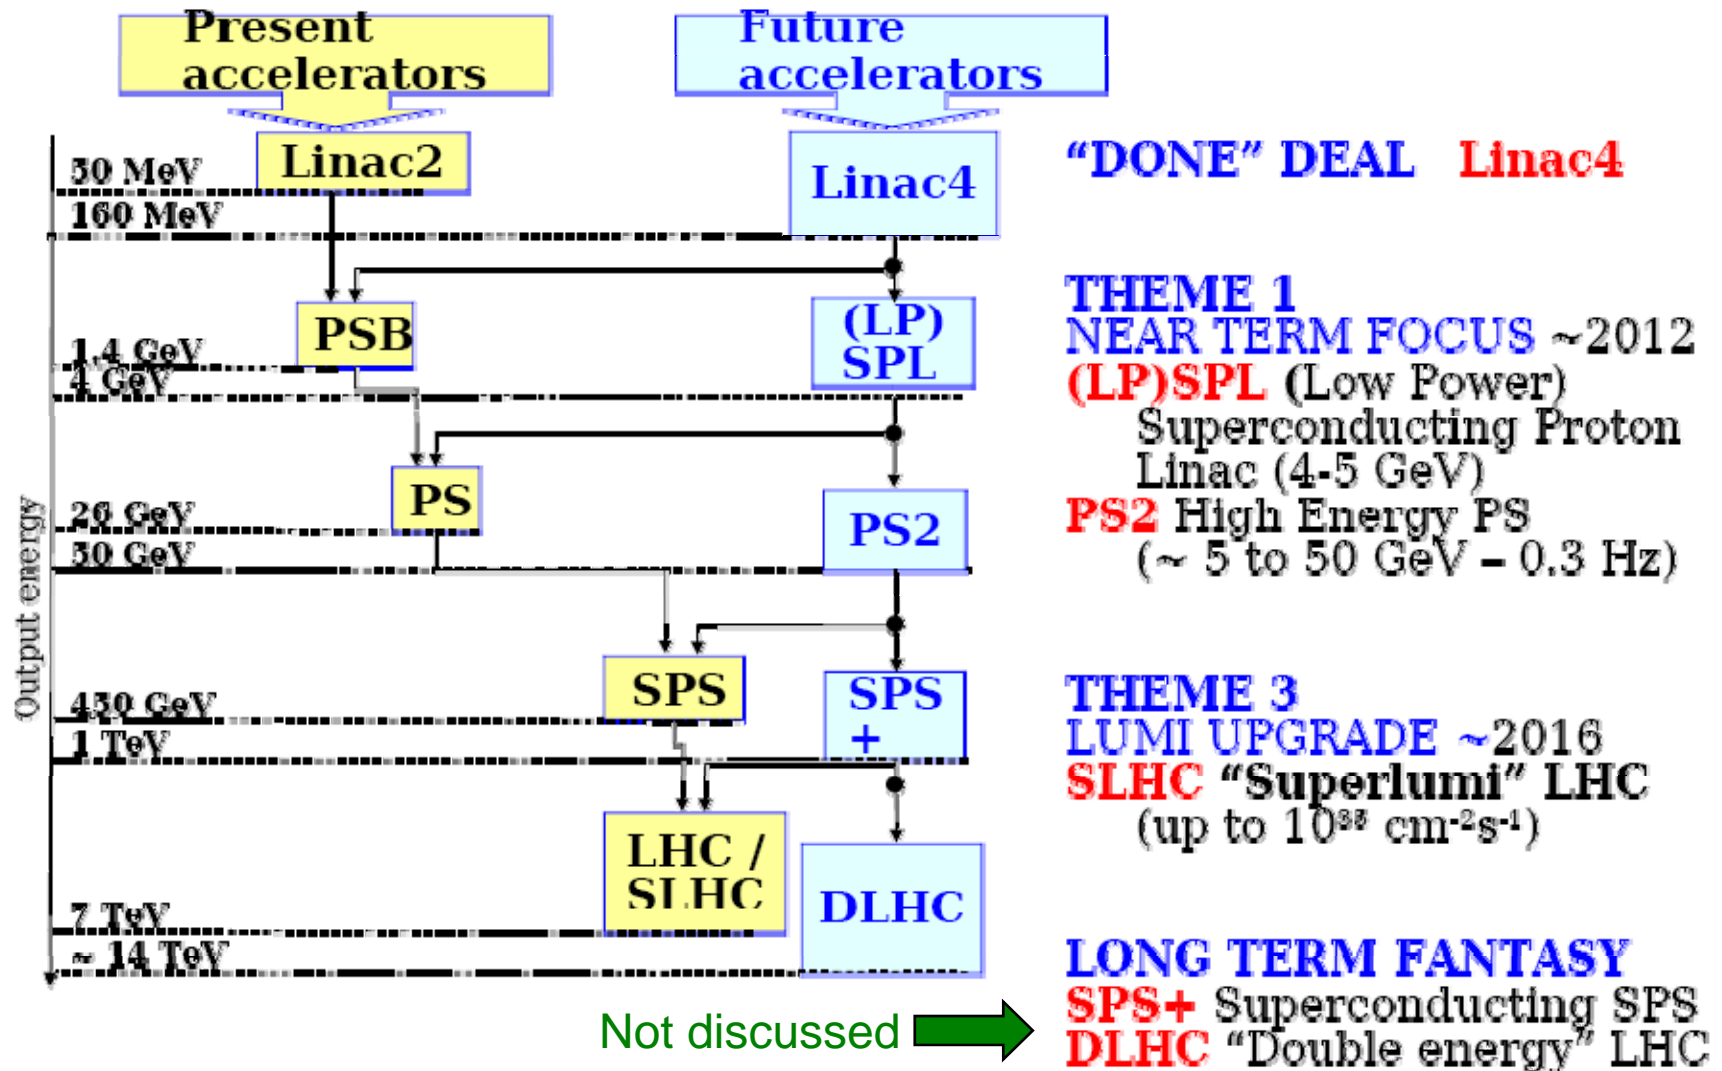 Present
accelerators
Future
accelerators
Linac2
Linac4
50 MeV
160 MeV
PSB
(LP)
SPL
1.4 GeV
4 GeV
PS
PS2
26 GeV
50 GeV
Output energy
SPS
SPS
+
450 GeV
1 TeV
LHC /
SLHC
DLHC
7 TeV
~ 14 TeV
“DONE” DEAL Linac4
THEME 1
NEAR TERM FOCUS ~2012
(LP)SPL (Low Power)
Superconducting Proton
Linac (4-5 GeV)
PS2 High Energy PS
(~ 5 to 50 GeV – 0.3 Hz)
THEME 3
LUMI UPGRADE ~2016
SLHC “Superlumi” LHC
(up to 10³⁵ cm⁻²s⁻¹)
LONG TERM FANTASY
SPS+ Superconducting SPS
DLHC “Double energy” LHC
Not discussed